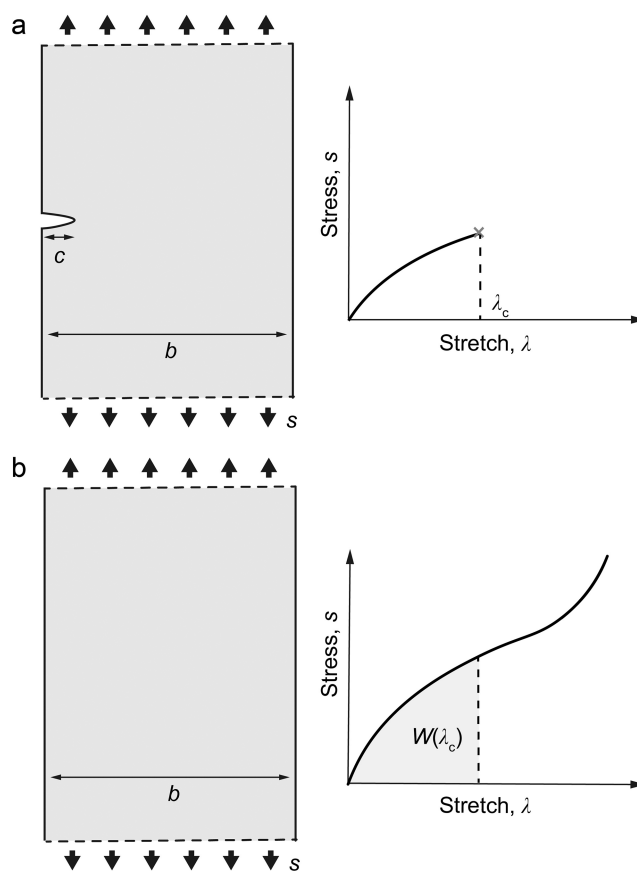 a
c
b
s
Stress, s
λc
Stretch, λ
b
b
s
Stress, s
W(λc)
Stretch, λ